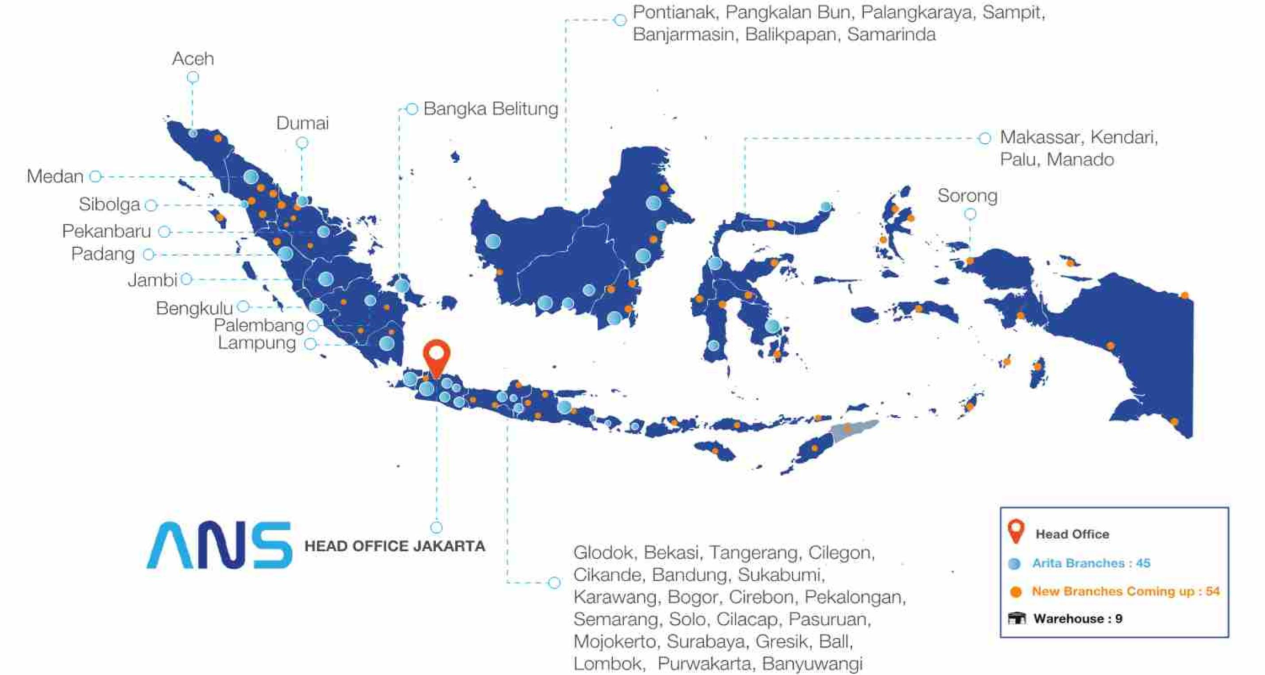 Pontianak, Pangkalan Bun, Palangkaraya, Sampit,
Banjarmasin, Balikpapan, Samarinda
Aceh
Bangka Belitung
Dumai
Makassar, Kendari,
Palu, Manado
Medan
Sorong
Sibolga
Pekanbaru
Padang
Jambi
Bengkulu
Palembang
Lampung
ANS
HEAD OFFICE JAKARTA
Glodok, Bekasi, Tangerang, Cilegon,
Cikande, Bandung, Sukabumi,
Karawang, Bogor, Cirebon, Pekalongan,
Semarang, Solo, Cilacap, Pasuruan,
Mojokerto, Surabaya, Gresik, Ball,
Lombok, Purwakarta, Banyuwangi
Head Office
Arita Branches : 45
New Branches Coming up : 54
Warehouse : 9